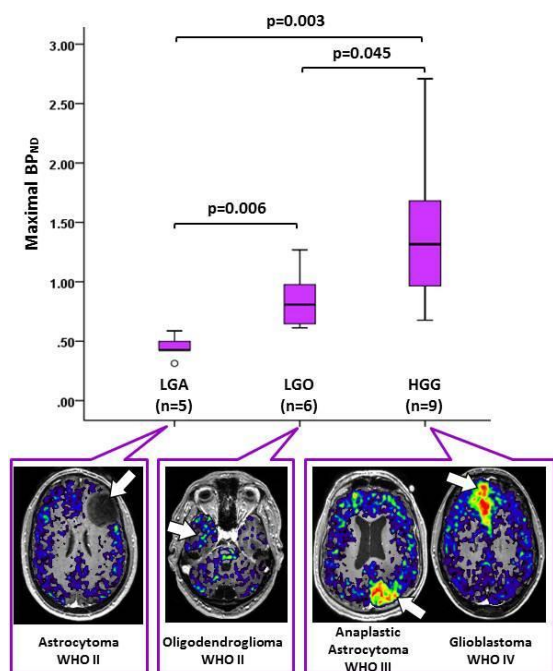 p=0.003
3.00
p=0.045
2.50
2.00
Maximal BPND
1.50
p=0.006
1.00
.50
.00
LGA
(n=5)
LGO
(n=6)
HGG
(n=9)
Astrocytoma
WHO II
Oligodendroglioma
WHO II
Anaplastic
Astrocytoma
WHO III
Glioblastoma
WHO IV